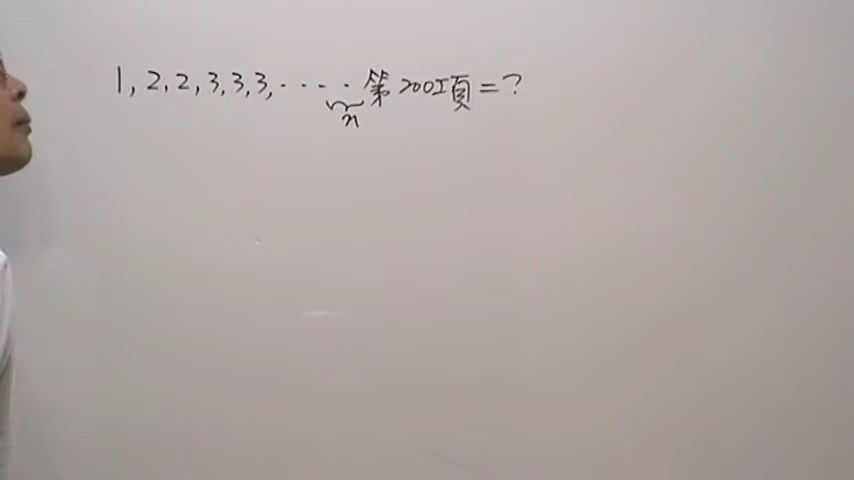 1, 2, 2, 3, 3, 3, ····· 第200項 = ?
n